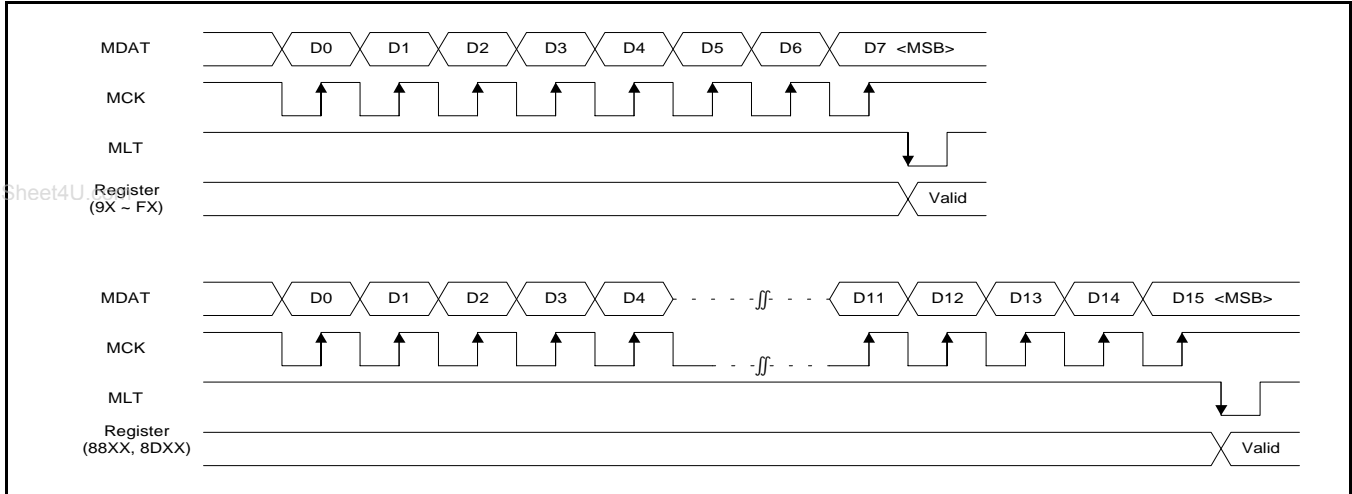 MDAT D0 D1 D2 D3 D4 D5 D6 D7 <MSB>
MCK
MLT
Sheet4U.com
Register
(9X ~ FX)
Valid
MDAT D0 D1 D2 D3 D4 D11 D12 D13 D14 D15 <MSB>
MCK
MLT
Register
(88XX, 8DXX)
Valid